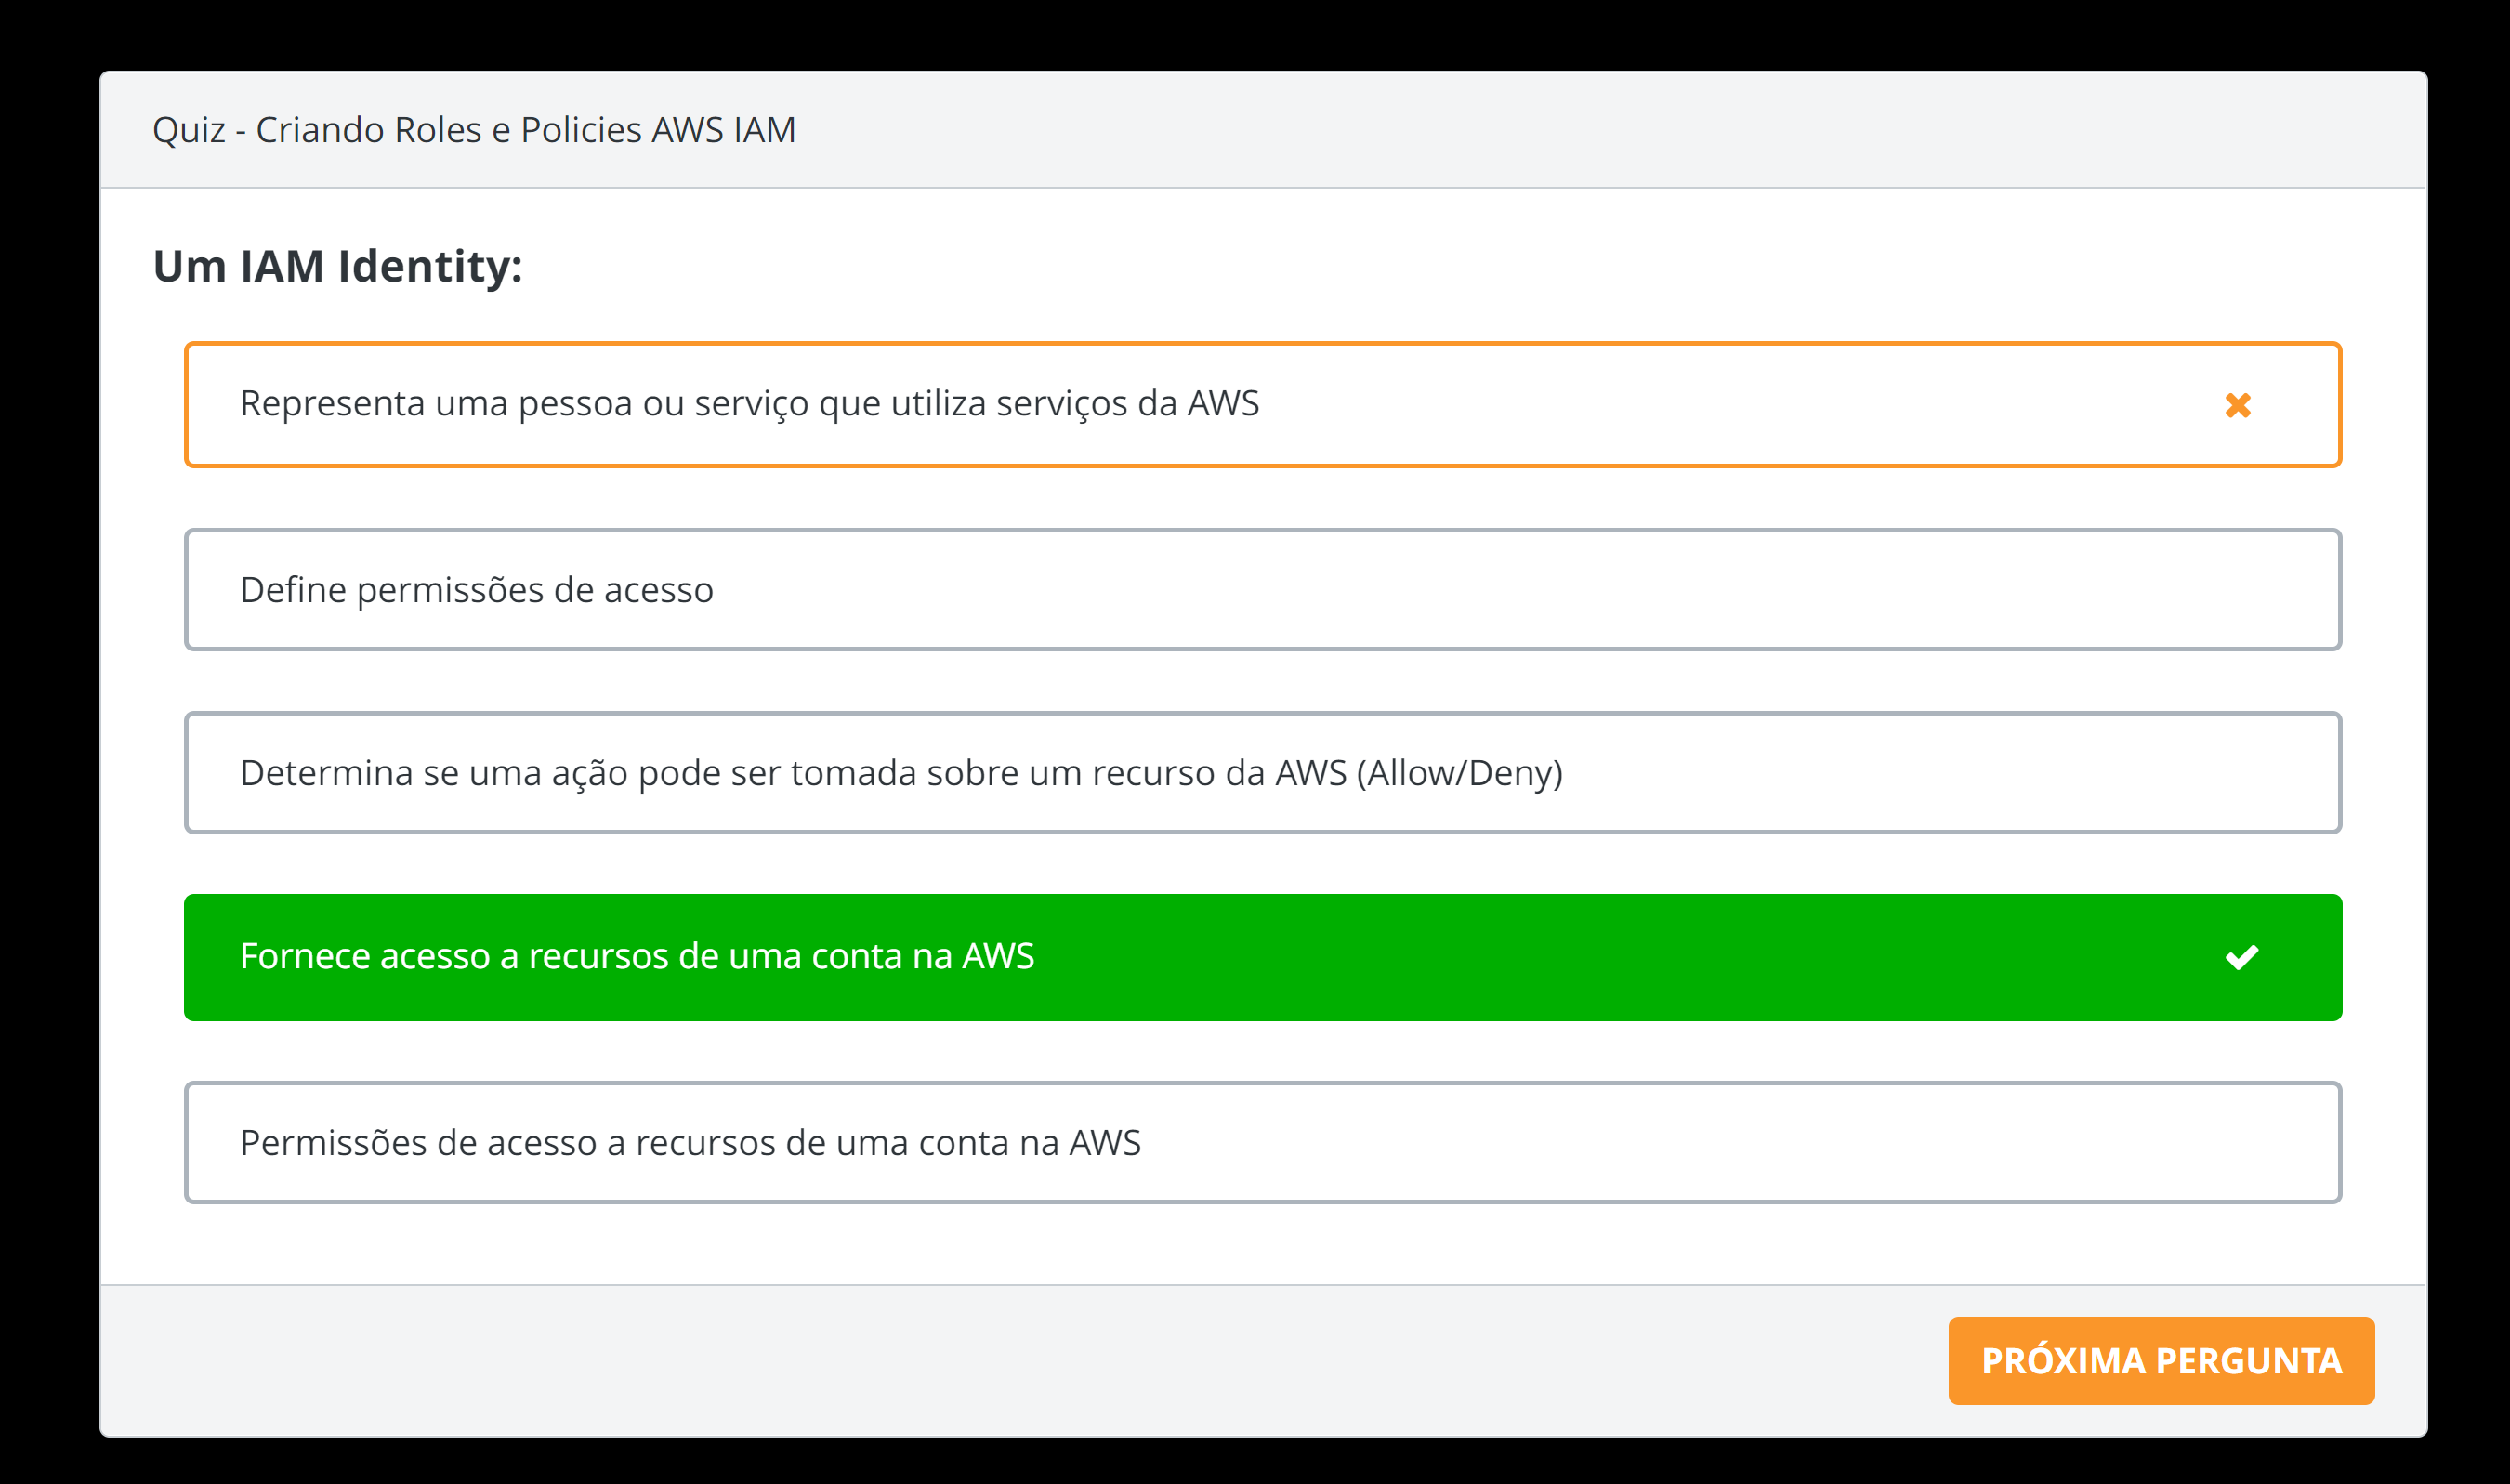 Quiz - Criando Roles e Policies AWS IAM
Um IAM Identity:
Representa uma pessoa ou serviço que utiliza serviços da AWS
Define permissões de acesso
Determina se uma ação pode ser tomada sobre um recurso da AWS (Allow/Deny)
Fornece acesso a recursos de uma conta na AWS
Permissões de acesso a recursos de uma conta na AWS
PRÓXIMA PERGUNTA